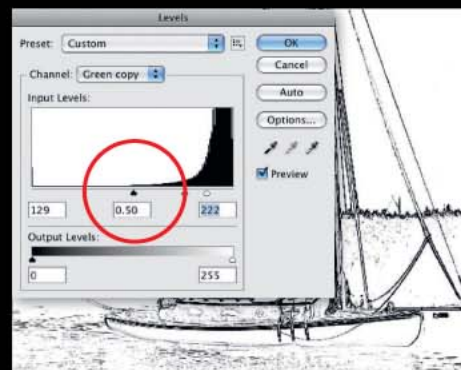 Levels
Preset: Custom
OK
Cancel
Channel: Green copy
Auto
Input Levels:
Options...
Preview
129 0.50 222
Output Levels:
0 255